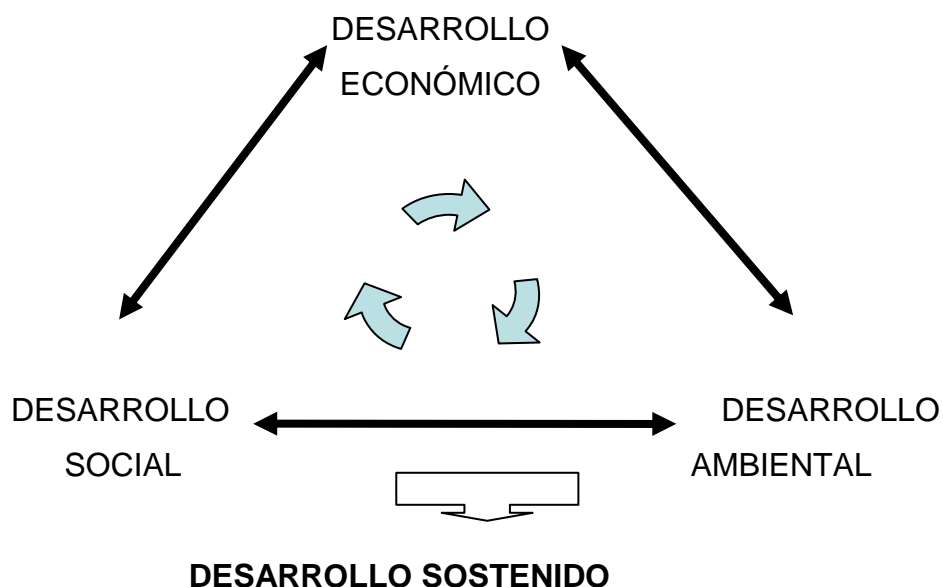 DESARROLLO
ECONÓMICO
DESARROLLO
SOCIAL
DESARROLLO
AMBIENTAL
DESARROLLO SOSTENIDO